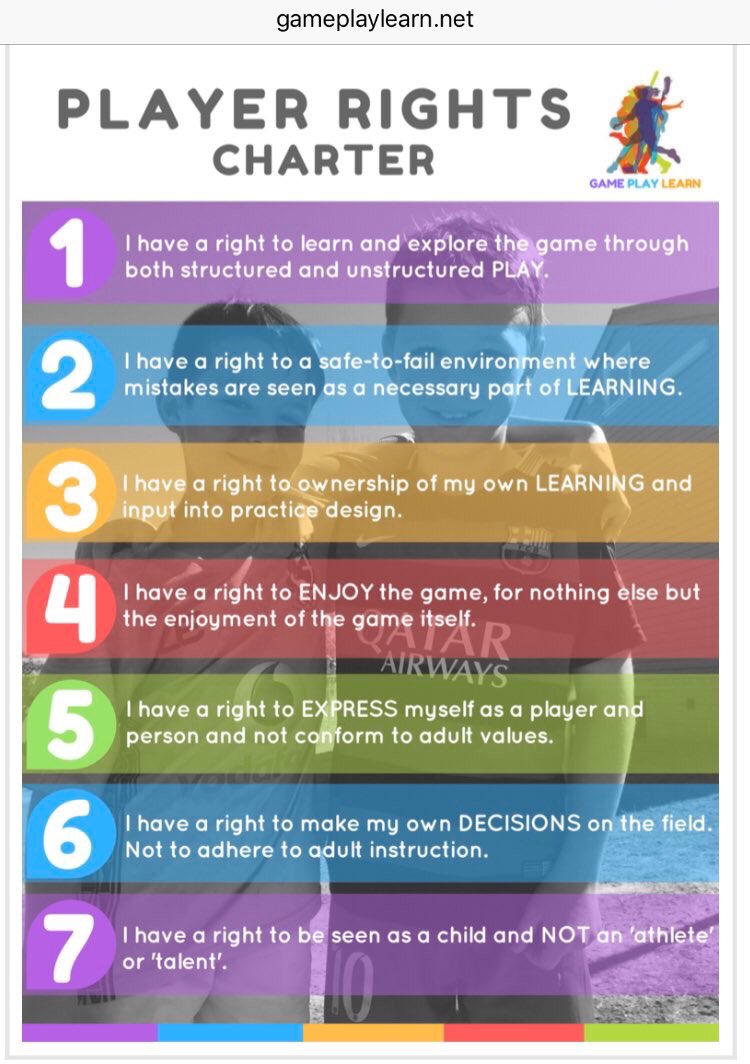 gameplaylearn.net
PLAYER RIGHTS
CHARTER
GAME PLAY LEARN
1
I have a right to learn and explore the game through
both structured and unstructured PLAY.
2
I have a right to a safe-to-fail environment where
mistakes are seen as a necessary part of LEARNING.
3
I have a right to ownership of my own LEARNING and
input into practice design.
4
I have a right to ENJOY the game, for nothing else but
the enjoyment of the game itself.
QATAR
AIRWAYS
5
I have a right to EXPRESS myself as a player and
person and not conform to adult values.
6
I have a right to make my own DECISIONS on the field.
Not to adhere to adult instruction.
7
I have a right to be seen as a child and NOT an 'athlete'
or 'talent'.
10